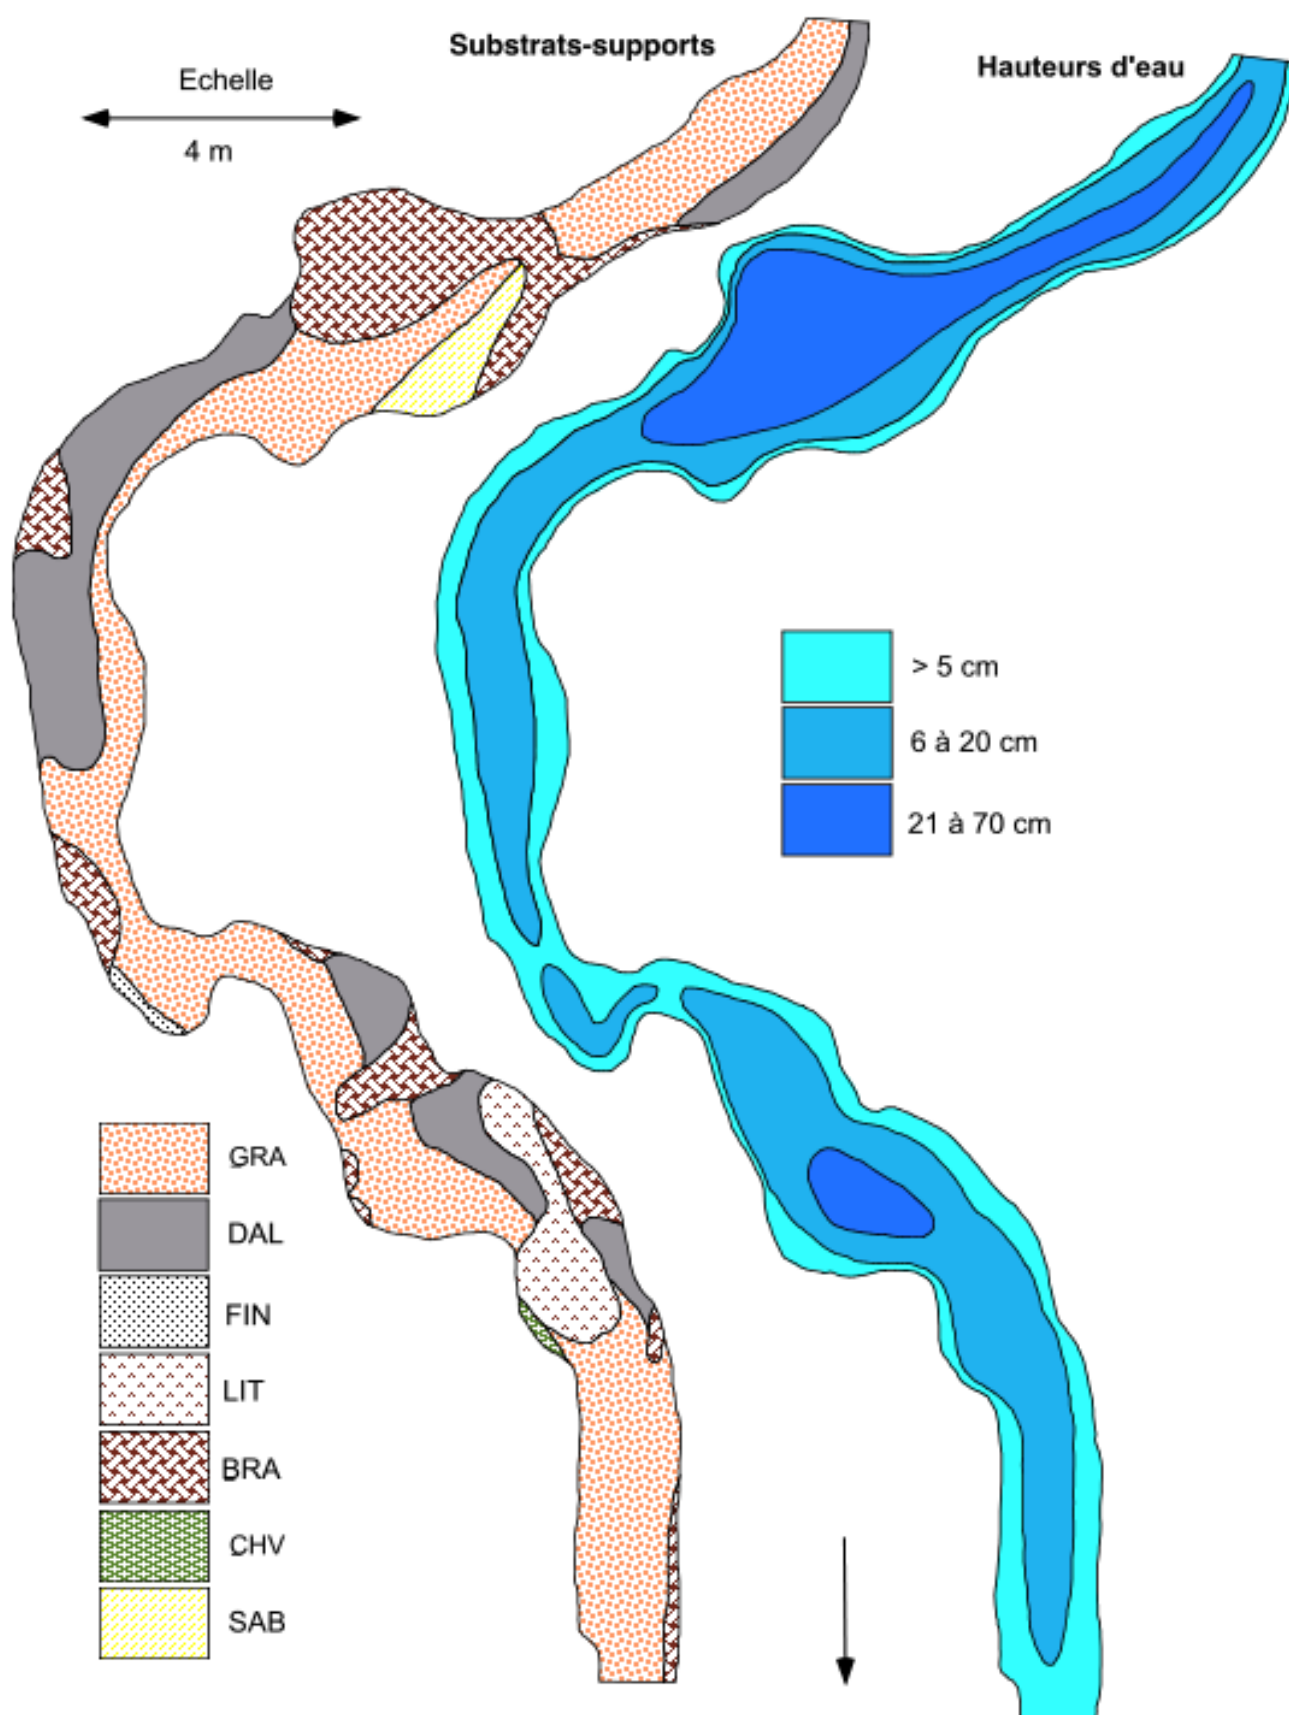 Substrats-supports
Hauteurs d'eau
Echelle
4 m
> 5 cm
6 à 20 cm
21 à 70 cm
GRA
DAL
FIN
LIT
BRA
CHV
SAB